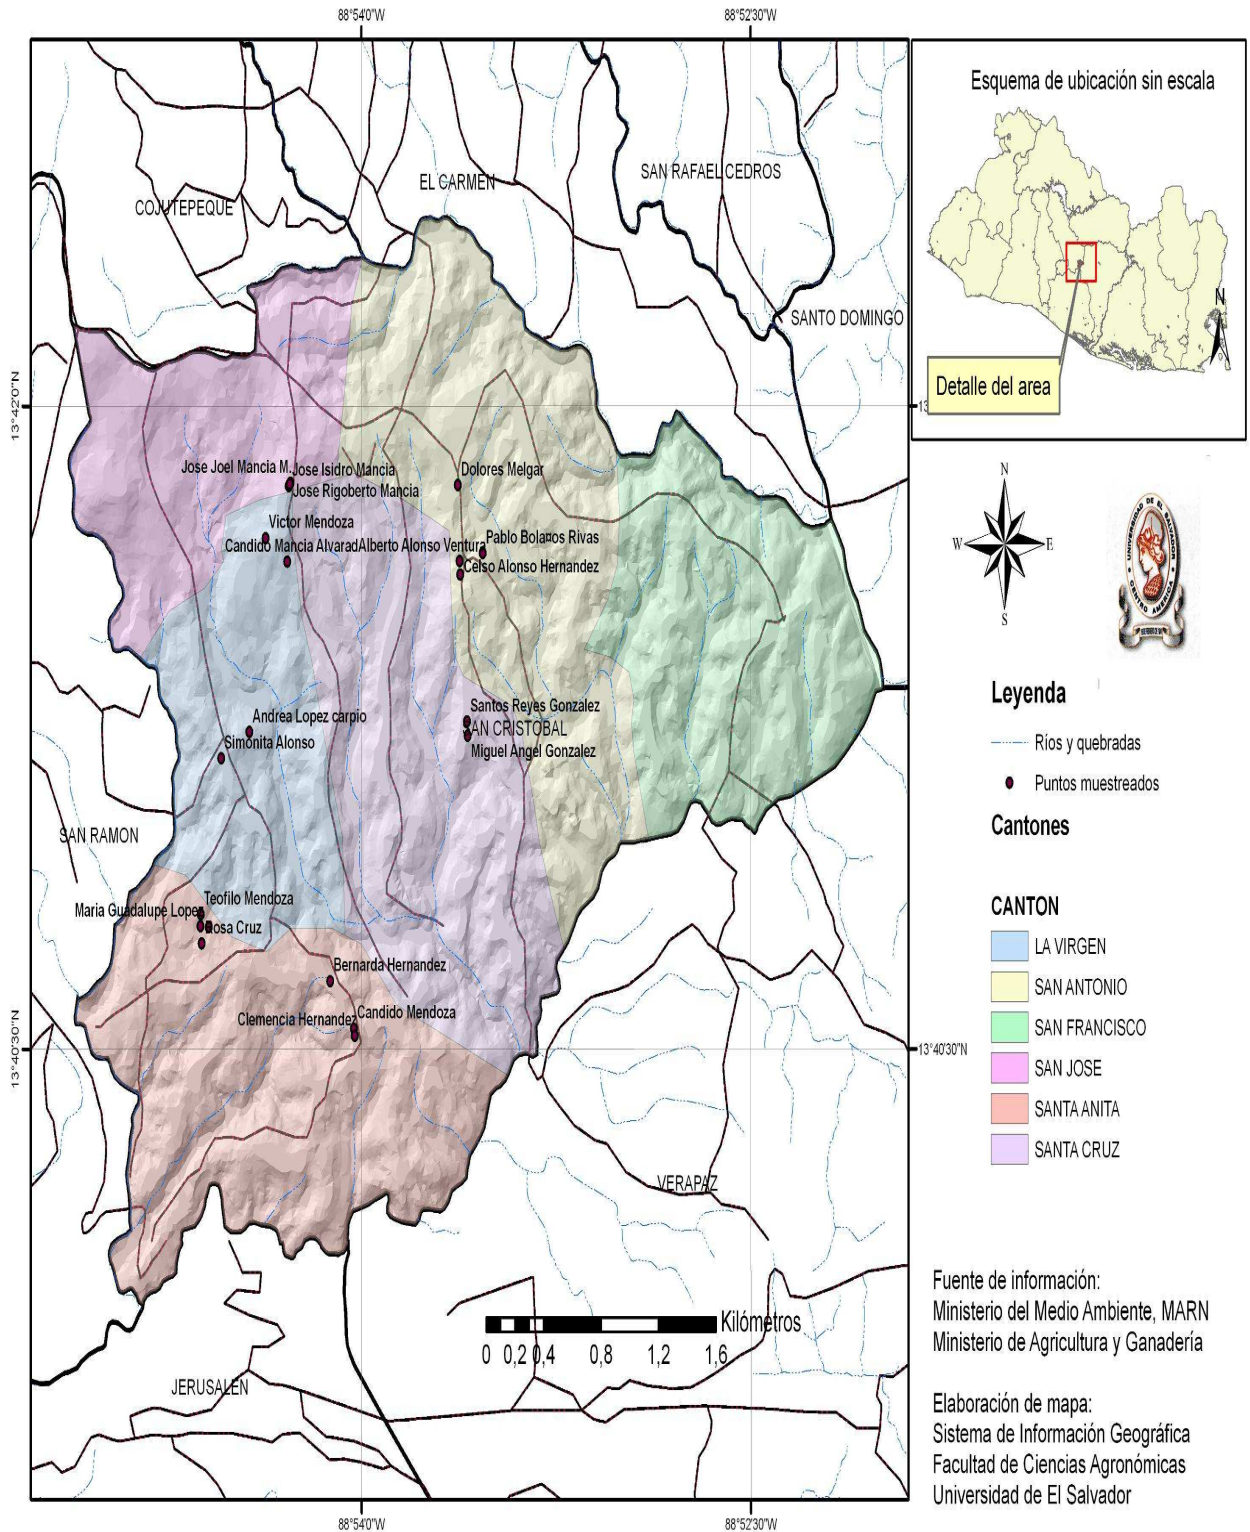 88°54'0"W
88°52'30"W
Esquema de ubicación sin escala
N
Detalle del area
COJUTEPEQUE
EL CARMEN
SAN RAFAEL CEDROS
SANTO DOMINGO
13°42'0"N
Jose Joel Mancia M.
Jose Isidro Mancia
Jose Rigoberto Mancia
Dolores Melgar
Victor Mendoza
Candido Mancia Alvarad
Alberto Alonso Ventura
Pablo Bolaños Rivas
Celso Alonso Hernandez
N
W
E
S
UNIVERSIDAD DE EL SALVADOR
CENTRO AMERICA
Santos Reyes Gonzalez
AN CRISTOBAL
Miguel Angel Gonzalez
Andrea Lopez carpio
Simonita Alonso
SAN RAMON
Teofilo Mendoza
Maria Guadalupe Lopez
Rosa Cruz
Bernarda Hernandez
Candido Mendoza
Clemencia Hernandez
13°40'30"N
13°40'30"N
VERAPAZ
JERUSALEN
Leyenda
Ríos y quebradas
Puntos muestreados
Cantones
CANTON
LA VIRGEN
SAN ANTONIO
SAN FRANCISCO
SAN JOSE
SANTA ANITA
SANTA CRUZ
Kilómetros
0 0,2 0,4 0,8 1,2 1,6
Fuente de información:
Ministerio del Medio Ambiente, MARN
Ministerio de Agricultura y Ganadería
Elaboración de mapa:
Sistema de Información Geográfica
Facultad de Ciencias Agronómicas
Universidad de El Salvador
88°54'0"W
88°52'30"W